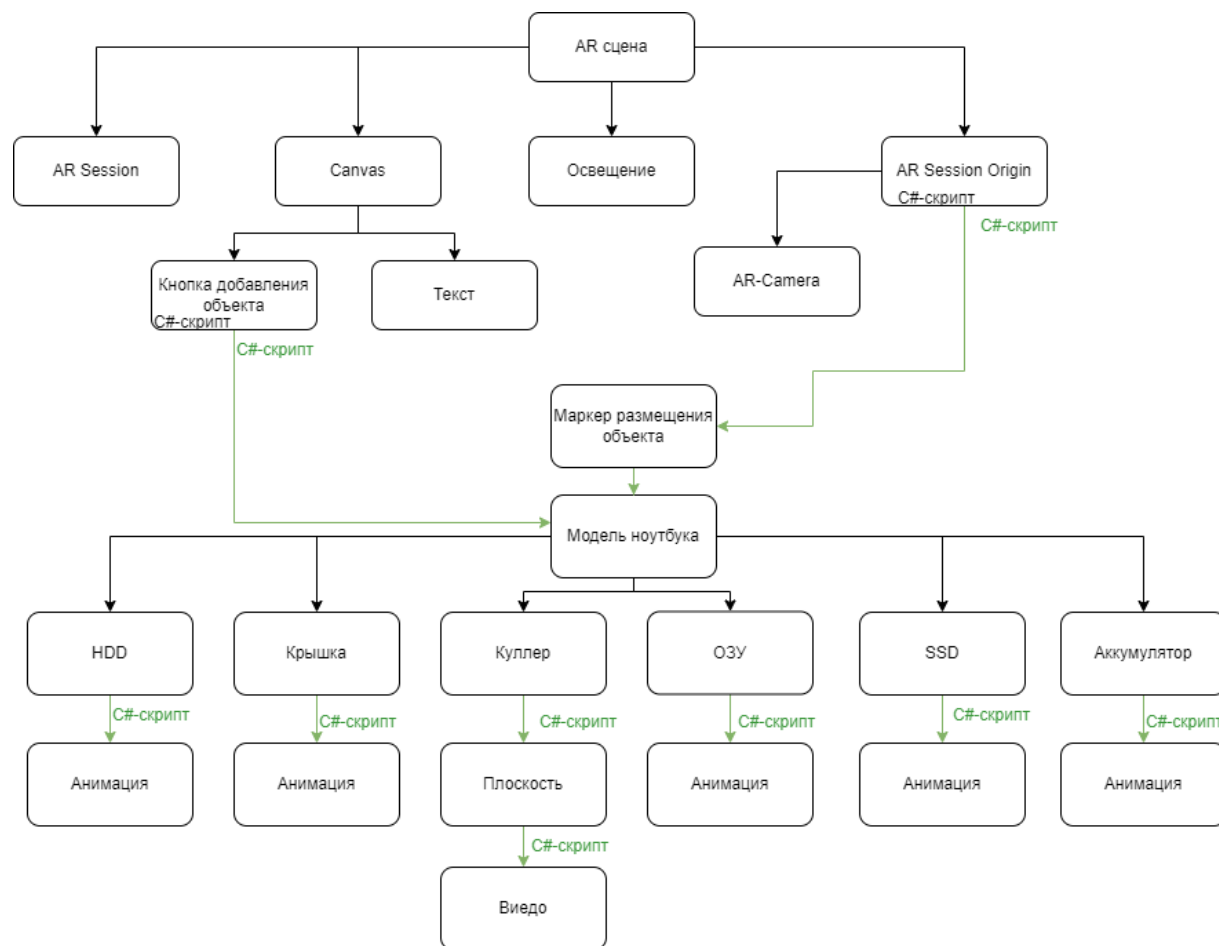 AR сцена
AR Session
Canvas
Освещение
AR Session Origin
C#-скрипт
C#-скрипт
Кнопка добавления
объекта
C#-скрипт
Текст
AR-Camera
C#-скрипт
Маркер размещения
объекта
Модель ноутбука
HDD
Крышка
Куллер
ОЗУ
SSD
Аккумулятор
C#-скрипт
C#-скрипт
C#-скрипт
C#-скрипт
C#-скрипт
C#-скрипт
Анимация
Анимация
Плоскость
Анимация
Анимация
Анимация
C#-скрипт
Виедо